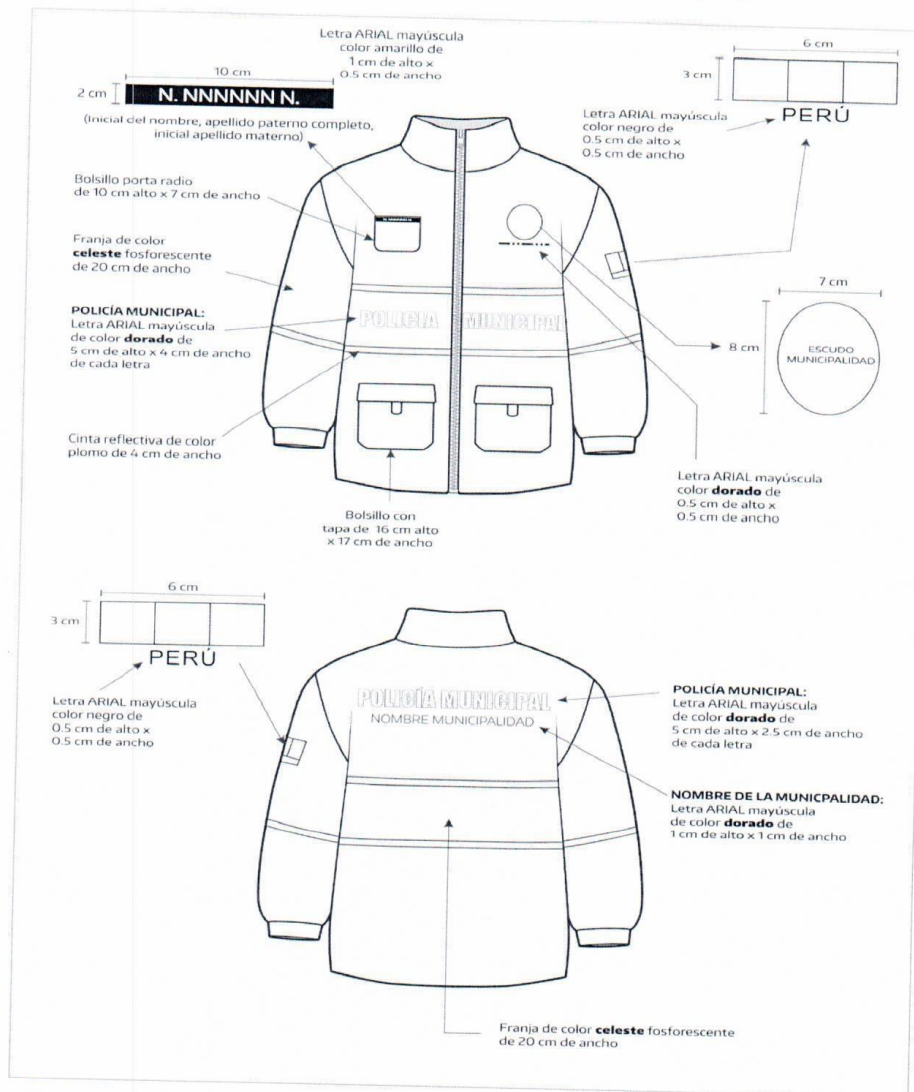 Letra ARIAL mayúscula
color amarillo de
1 cm de alto x
0.5 cm de ancho
10 cm
2 cm
N. NNNNNN N.
(Inicial del nombre, apellido paterno completo,
inicial apellido materno)
6 cm
3 cm
PERÚ
Letra ARIAL mayúscula
color negro de
0.5 cm de alto x
0.5 cm de ancho
Bolsillo porta radio
de 10 cm alto x 7 cm de ancho
N. NNNNNN N.
Franja de color
celeste fosforescente
de 20 cm de ancho
POLICÍA MUNICIPAL:
Letra ARIAL mayúscula
de color dorado de
5 cm de alto x 4 cm de ancho
de cada letra
POLICÍA MUNICIPAL
7 cm
8 cm
ESCUDO
MUNICIPALIDAD
Cinta reflectiva de color
plomo de 4 cm de ancho
Bolsillo con
tapa de 16 cm alto
x 17 cm de ancho
Letra ARIAL mayúscula
color dorado de
0.5 cm de alto x
0.5 cm de ancho
6 cm
3 cm
PERÚ
Letra ARIAL mayúscula
color negro de
0.5 cm de alto x
0.5 cm de ancho
POLICÍA MUNICIPAL
NOMBRE MUNICIPALIDAD
POLICÍA MUNICIPAL:
Letra ARIAL mayúscula
de color dorado de
5 cm de alto x 2.5 cm de ancho
de cada letra
NOMBRE DE LA MUNICPALIDAD:
Letra ARIAL mayúscula
de color dorado de
1 cm de alto x 1 cm de ancho
Franja de color celeste fosforescente
de 20 cm de ancho